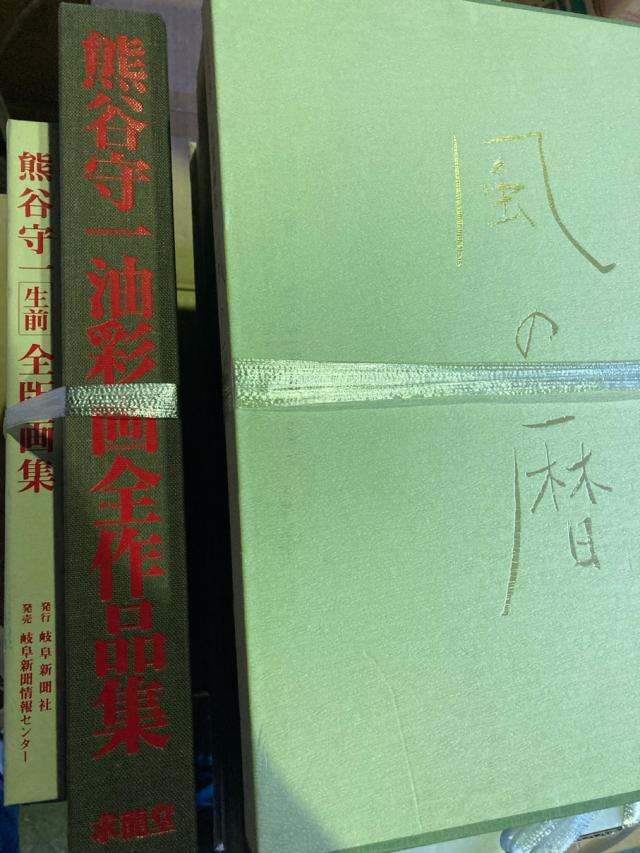 熊谷守一 生前 全版画集
発行 岐阜新聞社
発売 岐阜新聞情報センター
熊谷守一油彩画全作品集
求龍堂
風の暦